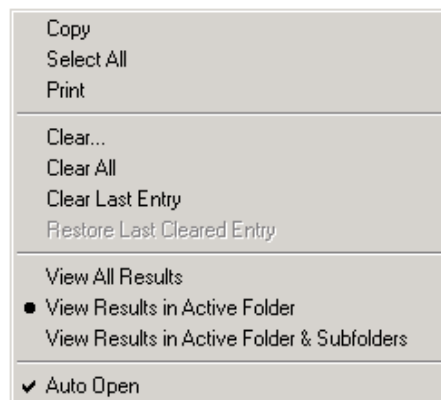 Copy
Select All
Print
Clear...
Clear All
Clear Last Entry
Restore Last Cleared Entry
View All Results
View Results in Active Folder
View Results in Active Folder & Subfolders
Auto Open